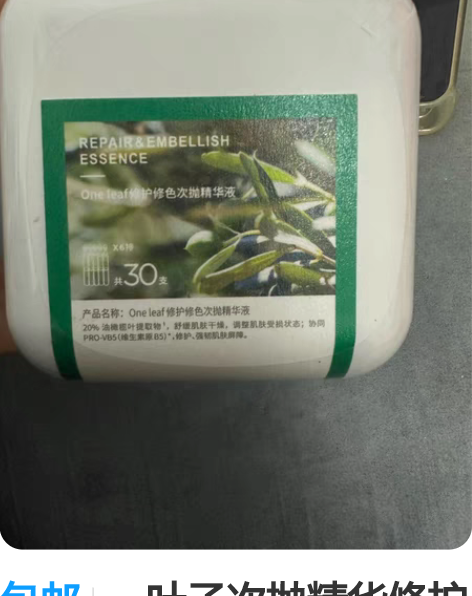 REPAIR & EMBELLISH
ESSENCE
One leaf修护修色次抛精华液
X6排
共30支
产品名称：One leaf修护修色次抛精华液
20% 油橄榄叶提取物*，舒缓肌肤干燥，调整肌肤受损状态；协同
PRO-VB5(维生素原B5)*，修护、强韧肌肤屏障。
包邮 一叶子次抛精华修护